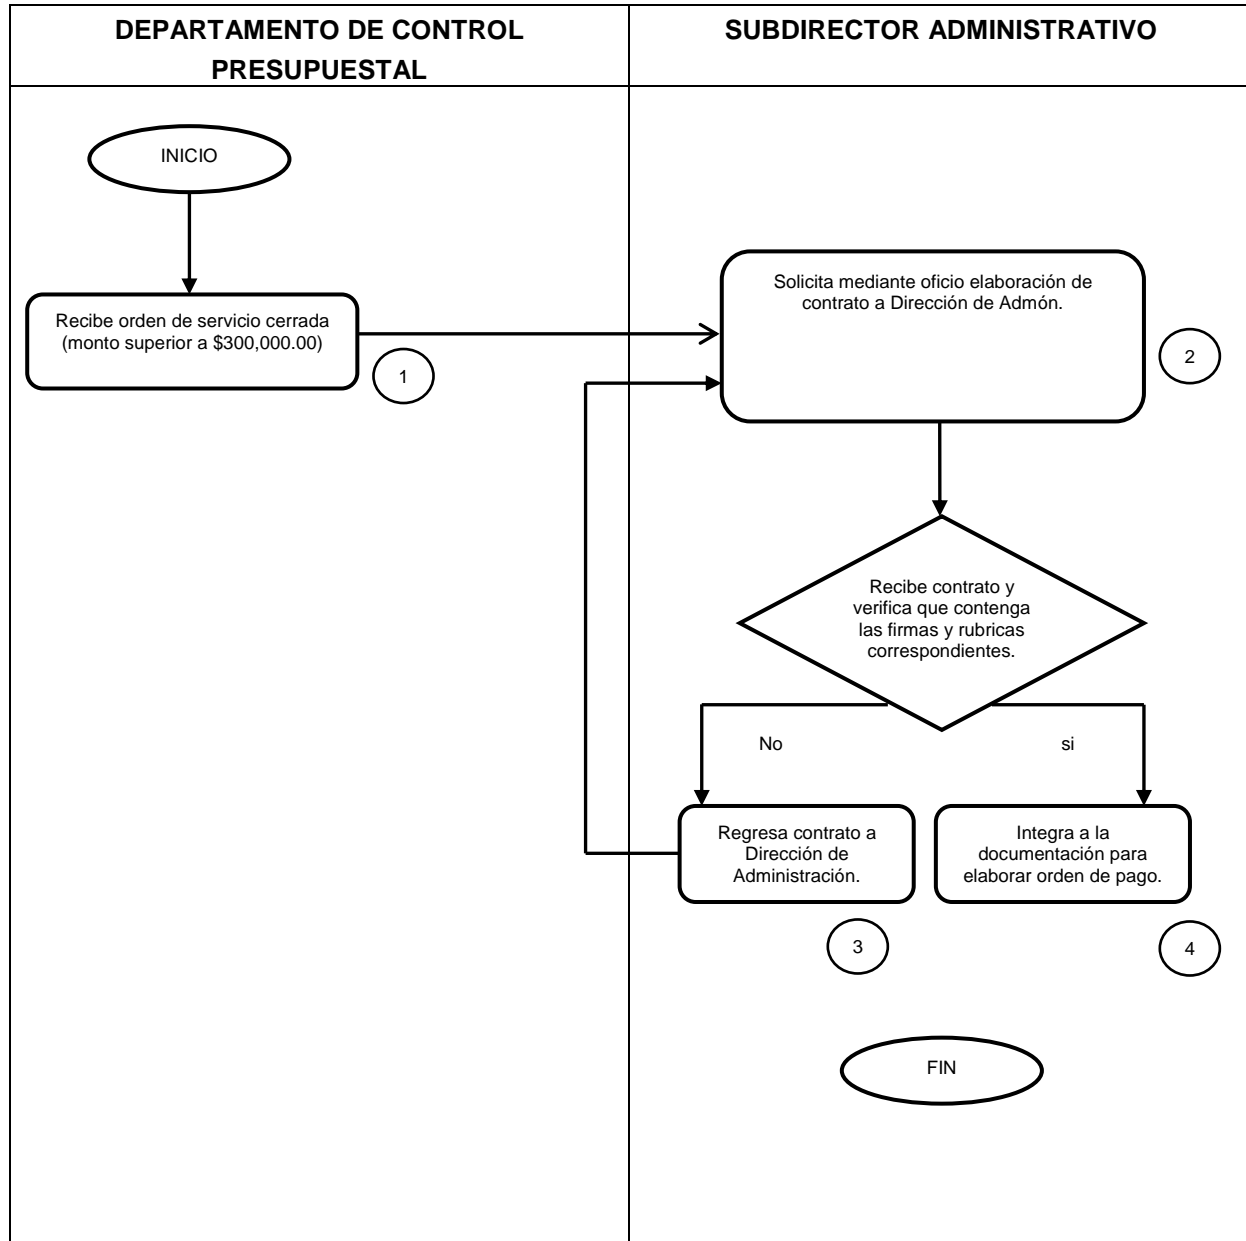 DEPARTAMENTO DE CONTROL
PRESUPUESTAL
SUBDIRECTOR ADMINISTRATIVO
INICIO
Recibe orden de servicio cerrada
(monto superior a $300,000.00)
1
Solicita mediante oficio elaboración de
contrato a Dirección de Admón.
2
Recibe contrato y
verifica que contenga
las firmas y rubricas
correspondientes.
No
si
Regresa contrato a
Dirección de
Administración.
3
Integra a la
documentación para
elaborar orden de pago.
4
FIN